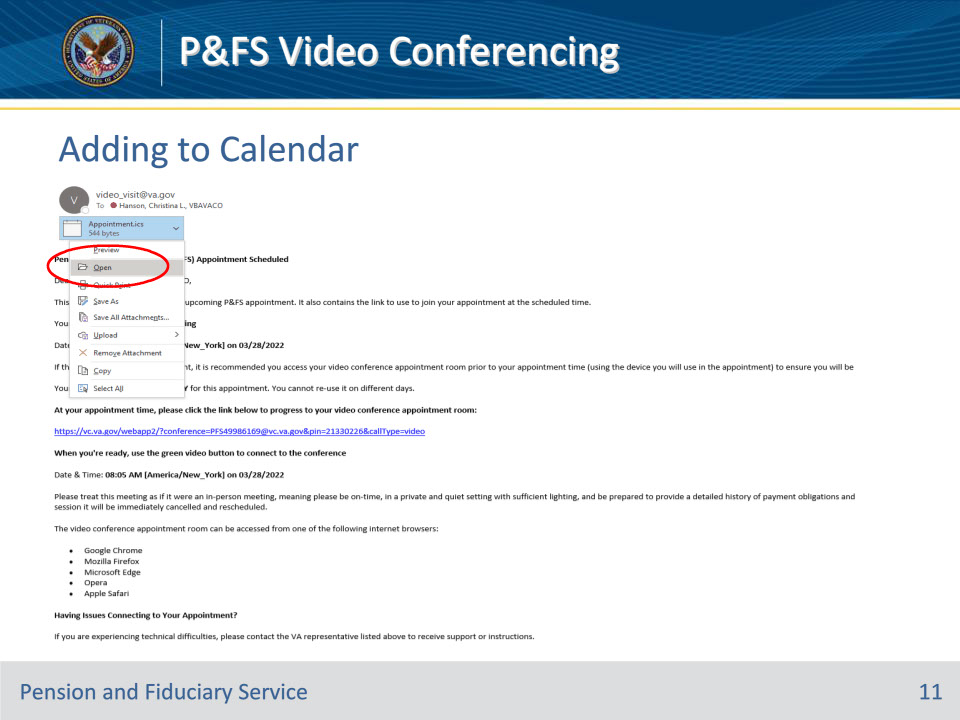 DEPARTMENT OF VETERANS AFFAIRS
UNITED STATES OF AMERICA
P&FS Video Conferencing
Adding to Calendar
V
video_visit@va.gov
To Hanson, Christina L., VBAVACO
Appointment.ics
544 bytes
Preview
Pen FS) Appointment Scheduled
Open
De O,
Quick Print
This upcoming P&FS appointment. It also contains the link to use to join your appointment at the scheduled time.
Save As
Save All Attachments...
You ing
Upload
Date New_York] on 03/28/2022
Remove Attachment
If th nt, it is recommended you access your video conference appointment room prior to your appointment time (using the device you will use in the appointment) to ensure you will be
Copy
You Y for this appointment. You cannot re-use it on different days.
Select All
At your appointment time, please click the link below to progress to your video conference appointment room:
https://vc.va.gov/webapp2/?conference=PFS49986169@vc.va.gov&pin=21330226&callType=video
When you're ready, use the green video button to connect to the conference
Date & Time: 08:05 AM [America/New_York] on 03/28/2022
Please treat this meeting as if it were an in-person meeting, meaning please be on-time, in a private and quiet setting with sufficient lighting, and be prepared to provide a detailed history of payment obligations and
session it will be immediately cancelled and rescheduled.
The video conference appointment room can be accessed from one of the following internet browsers:
• Google Chrome
• Mozilla Firefox
• Microsoft Edge
• Opera
• Apple Safari
Having Issues Connecting to Your Appointment?
If you are experiencing technical difficulties, please contact the VA representative listed above to receive support or instructions.
Pension and Fiduciary Service
11